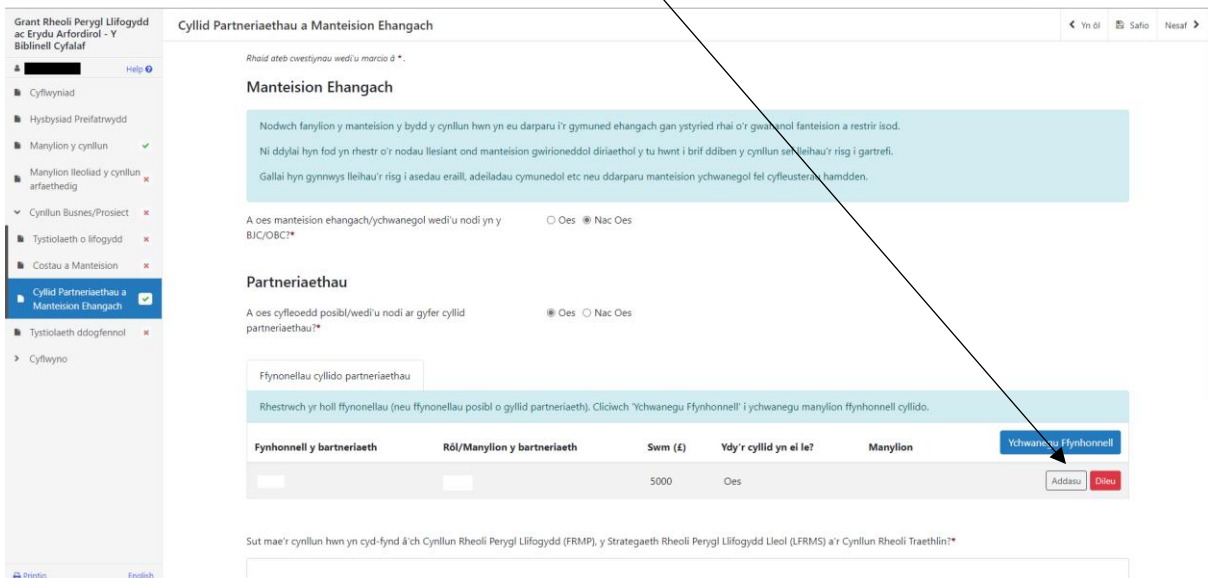 Grant Rheoli Perygl Llifogydd
ac Erydu Arfordirol - Y
Biblinell Cyfalaf
Help
Cyflwyniad
Hysbysiad Preifatrwydd
Manylion y cynllun
Manylion lleoliad y cynllun
arfaethedig
Cynllun Busnes/Prosiect
Tystiolaeth o lifogydd
Costau a Manteision
Cyllid Partneriaethau a
Manteision Ehangach
Tystiolaeth ddogfennol
Cyflwyno
Printio English
Cyllid Partneriaethau a Manteision Ehangach
Yn ôl Safio Nesaf
Rhaid ateb cwestiynau wedi'u marcio â *.
Manteision Ehangach
Nodwch fanylion y manteision y bydd y cynllun hwn yn eu darparu i'r gymuned ehangach gan ystyried rhai o'r gwahanol fanteision a restrir isod.
Ni ddylai hyn fod yn rhestr o'r nodau llesiant ond manteision gwirioneddol diriaethol y tu hwnt i brif ddiben y cynllun sef lleihau'r risg i gartrefi.
Gallai hyn gynnwys lleihau'r risg i asedau eraill, adeiladau cymunedol etc neu ddarparu manteision ychwanegol fel cyfleusterau hamdden.
A oes manteision ehangach/ychwanegol wedi'u nodi yn y
BJC/OBC?*
Oes Nac Oes
Partneriaethau
A oes cyfleoedd posibl/wedi'u nodi ar gyfer cyllid
partneriaethau?*
Oes Nac Oes
Ffynonellau cyllido partneriaethau
Rhestrwch yr holl ffynonellau (neu ffynonellau posibl o gyllid partneriaeth). Cliciwch 'Ychwanegu Ffynhonnell' i ychwanegu manylion ffynhonnell cyllido.
Fynhonnell y bartneriaeth Rôl/Manylion y bartneriaeth Swm (£) Ydy'r cyllid yn ei le? Manylion Ychwanegu Ffynhonnell
5000 Oes Addasu Dileu
Sut mae'r cynllun hwn yn cyd-fynd â'ch Cynllun Rheoli Perygl Llifogydd (FRMP), y Strategaeth Rheoli Perygl Llifogydd Lleol (LFRMS) a'r Cynllun Rheoli Traethlin?*